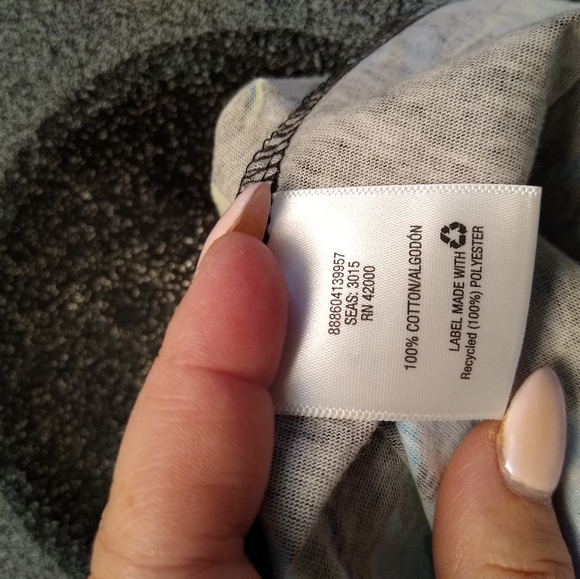 888604139957
SEAS: 3015
RN 42000
100% COTTON/ALGODÓN
LABEL MADE WITH
Recycled (100%) POLYESTER